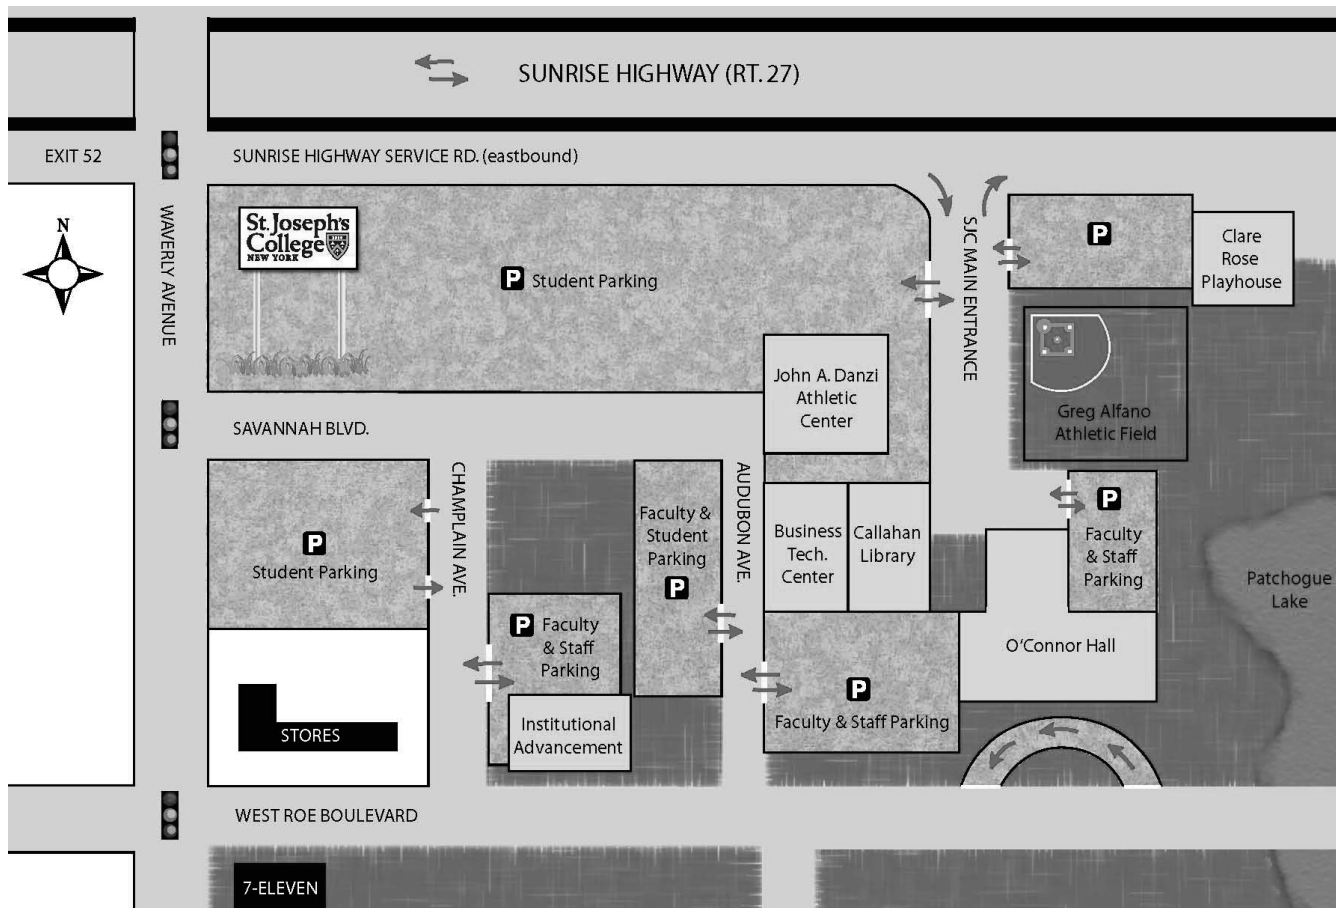 SUNRISE HIGHWAY (RT. 27)
EXIT 52
SUNRISE HIGHWAY SERVICE RD. (eastbound)
N
WAVERLY AVENUE
St. Joseph's
College
NEW YORK
P Student Parking
SJC MAIN ENTRANCE
P
Clare
Rose
Playhouse
John A. Danzi
Athletic
Center
Greg Alfano
Athletic Field
SAVANNAH BLVD.
CHAMPLAIN AVE.
AUDUBON AVE.
P
Student Parking
Faculty &
Student
Parking
P
Business
Tech.
Center
Callahan
Library
P
Faculty
& Staff
Parking
Patchogue
Lake
P Faculty
& Staff
Parking
O'Connor Hall
P
Faculty & Staff Parking
Institutional
Advancement
STORES
WEST ROE BOULEVARD
7-ELEVEN